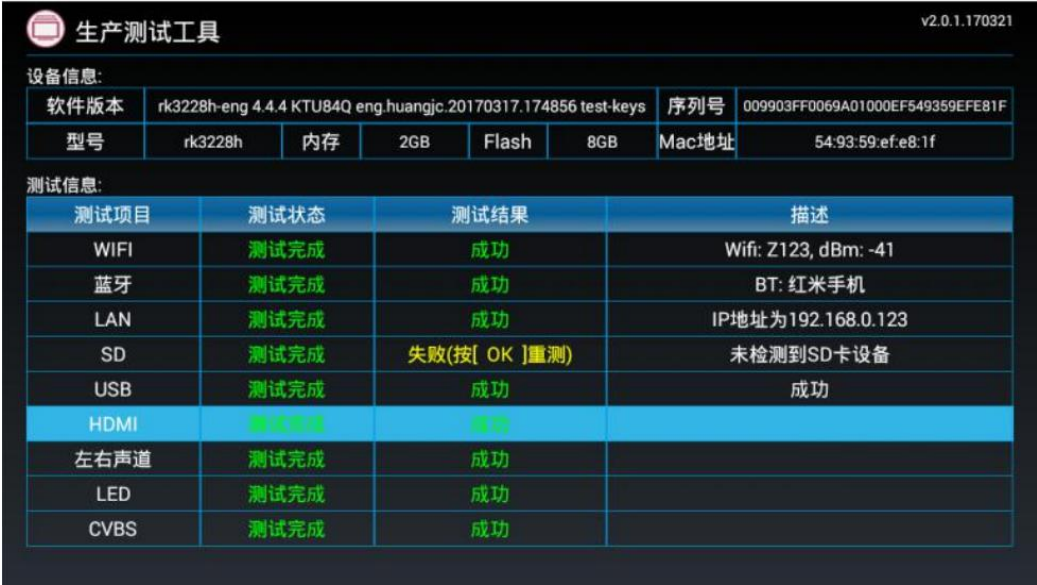 生产测试工具
v2.0.1.170321
设备信息:
软件版本 rk3228h-eng 4.4.4 KTU84Q eng.huangjc.20170317.174856 test-keys 序列号 009903FF0069A01000EF549359EFE81F
型号 rk3228h 内存 2GB Flash 8GB Mac地址 54:93:59:ef:e8:1f
测试信息:
测试项目 测试状态 测试结果 描述
WIFI 测试完成 成功 Wifi: Z123, dBm: -41
蓝牙 测试完成 成功 BT: 红米手机
LAN 测试完成 成功 IP地址为192.168.0.123
SD 测试完成 失败(按[ OK ]重测) 未检测到SD卡设备
USB 测试完成 成功 成功
HDMI 测试完成 成功
左右声道 测试完成 成功
LED 测试完成 成功
CVBS 测试完成 成功